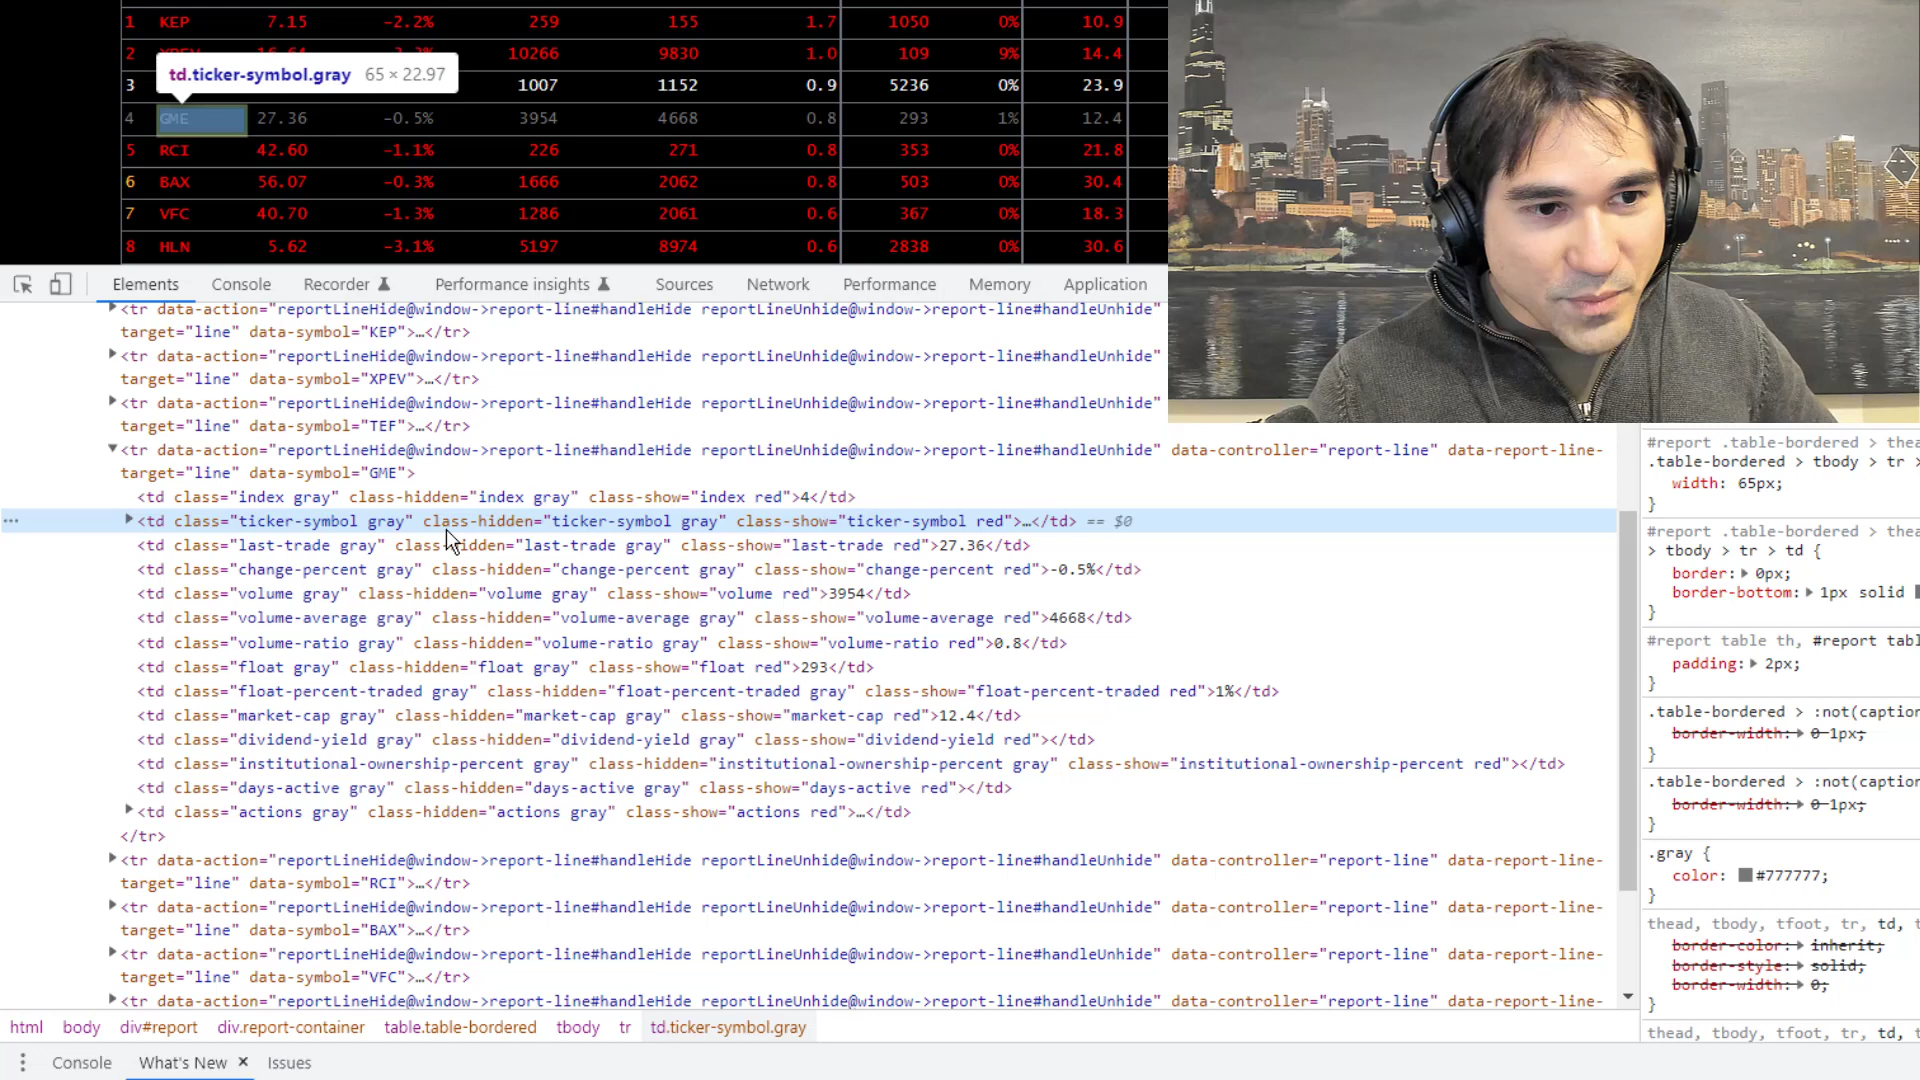 1 KEP 7.15 -2.2% 259 155 1.7 1050 0% 10.9
2 10266 9830 1.0 109 9% 14.4
td.ticker-symbol.gray 65 × 22.97
3 1007 1152 0.9 5236 0% 23.9
4 GME 27.36 -0.5% 3954 4668 0.8 293 1% 12.4
5 RCI 42.60 -1.1% 226 271 0.8 353 0% 21.8
6 BAX 56.07 -0.3% 1666 2062 0.8 503 0% 30.4
7 VFC 40.70 -1.3% 1286 2061 0.6 367 0% 18.3
8 HLN 5.62 -3.1% 5197 8974 0.6 2838 0% 30.6
Elements Console Recorder Performance insights Sources Network Performance Memory Application
<tr data-action="reportLineHide@window->report-line#handleHide reportLineUnhide@window->report-line#handleUnhide"
target="line" data-symbol="KEP">…</tr>
<tr data-action="reportLineHide@window->report-line#handleHide reportLineUnhide@window->report-line#handleUnhide"
target="line" data-symbol="XPEV">…</tr>
<tr data-action="reportLineHide@window->report-line#handleHide reportLineUnhide@window->report-line#handleUnhide"
target="line" data-symbol="TEF">…</tr>
<tr data-action="reportLineHide@window->report-line#handleHide reportLineUnhide@window->report-line#handleUnhide" data-controller="report-line" data-report-line-
target="line" data-symbol="GME">
<td class="index gray" class-hidden="index gray" class-show="index red">4</td>
<td class="ticker-symbol gray" class-hidden="ticker-symbol gray" class-show="ticker-symbol red">…</td> == $0
<td class="last-trade gray" class-hidden="last-trade gray" class-show="last-trade red">27.36</td>
<td class="change-percent gray" class-hidden="change-percent gray" class-show="change-percent red">-0.5%</td>
<td class="volume gray" class-hidden="volume gray" class-show="volume red">3954</td>
<td class="volume-average gray" class-hidden="volume-average gray" class-show="volume-average red">4668</td>
<td class="volume-ratio gray" class-hidden="volume-ratio gray" class-show="volume-ratio red">0.8</td>
<td class="float gray" class-hidden="float gray" class-show="float red">293</td>
<td class="float-percent-traded gray" class-hidden="float-percent-traded gray" class-show="float-percent-traded red">1%</td>
<td class="market-cap gray" class-hidden="market-cap gray" class-show="market-cap red">12.4</td>
<td class="dividend-yield gray" class-hidden="dividend-yield gray" class-show="dividend-yield red"></td>
<td class="institutional-ownership-percent gray" class-hidden="institutional-ownership-percent gray" class-show="institutional-ownership-percent red"></td>
<td class="days-active gray" class-hidden="days-active gray" class-show="days-active red"></td>
<td class="actions gray" class-hidden="actions gray" class-show="actions red">…</td>
</tr>
<tr data-action="reportLineHide@window->report-line#handleHide reportLineUnhide@window->report-line#handleUnhide" data-controller="report-line" data-report-line-
target="line" data-symbol="RCI">…</tr>
<tr data-action="reportLineHide@window->report-line#handleHide reportLineUnhide@window->report-line#handleUnhide" data-controller="report-line" data-report-line-
target="line" data-symbol="BAX">…</tr>
<tr data-action="reportLineHide@window->report-line#handleHide reportLineUnhide@window->report-line#handleUnhide" data-controller="report-line" data-report-line-
target="line" data-symbol="VFC">…</tr>
<tr data-action="reportLineHide@window->report-line#handleHide reportLineUnhide@window->report-line#handleUnhide" data-controller="report-line" data-report-line-
#report .table-bordered > thea
.table-bordered > tbody > tr >
width: 65px;
}
#report .table-bordered > thea
> tbody > tr > td {
border: 0px;
border-bottom: 1px solid
}
#report table th, #report tabl
padding: 2px;
}
.table-bordered > :not(caption
border-width: 0 1px;
}
.table-bordered > :not(caption
border-width: 0 1px;
}
.gray {
color: #777777;
}
thead, tbody, tfoot, tr, td, t
border-color: inherit;
border-style: solid;
border-width: 0;
}
thead, tbody, tfoot, tr, td, t
html body div#report div.report-container table.table-bordered tbody tr td.ticker-symbol.gray
Console What's New × Issues